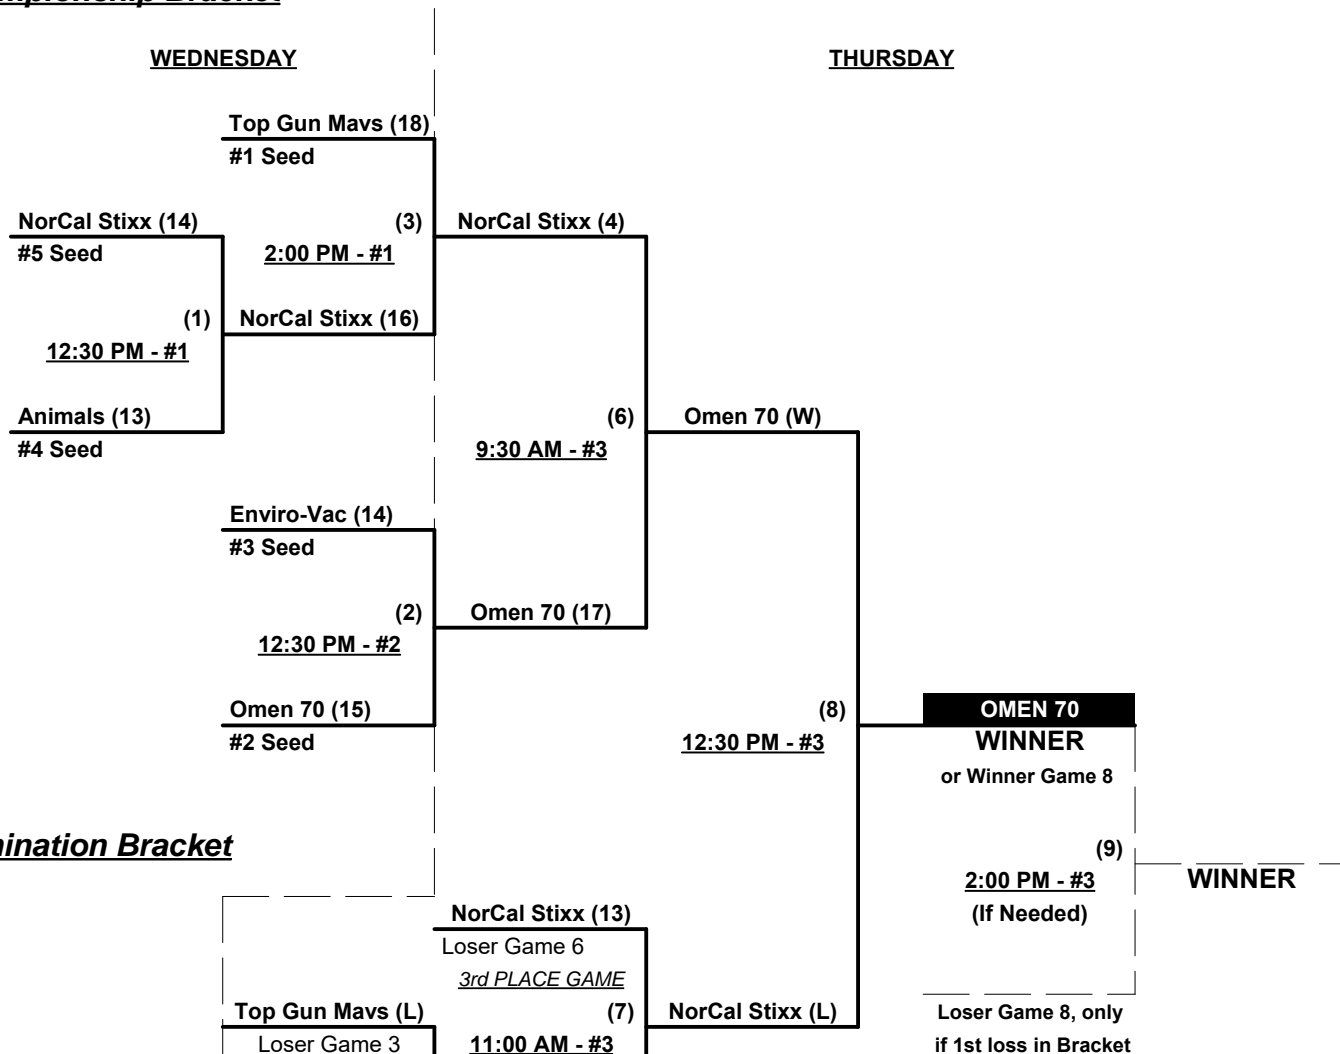 WEDNESDAY
THURSDAY
Top Gun Mavs (18)
#1 Seed
NorCal Stixx (14)
(3)
NorCal Stixx (4)
#5 Seed
2:00 PM - #1
(1)
NorCal Stixx (16)
12:30 PM - #1
Animals (13)
(6)
Omen 70 (W)
#4 Seed
9:30 AM - #3
Enviro-Vac (14)
#3 Seed
(2)
Omen 70 (17)
12:30 PM - #2
Omen 70 (15)
(8)
OMEN 70
#2 Seed
12:30 PM - #3
WINNER
or Winner Game 8
ination Bracket
(9)
2:00 PM - #3
WINNER
(If Needed)
NorCal Stixx (13)
Loser Game 6
3rd PLACE GAME
Top Gun Mavs (L)
(7)
NorCal Stixx (L)
Loser Game 8, only
Loser Game 3
11:00 AM - #3
if 1st loss in Bracket